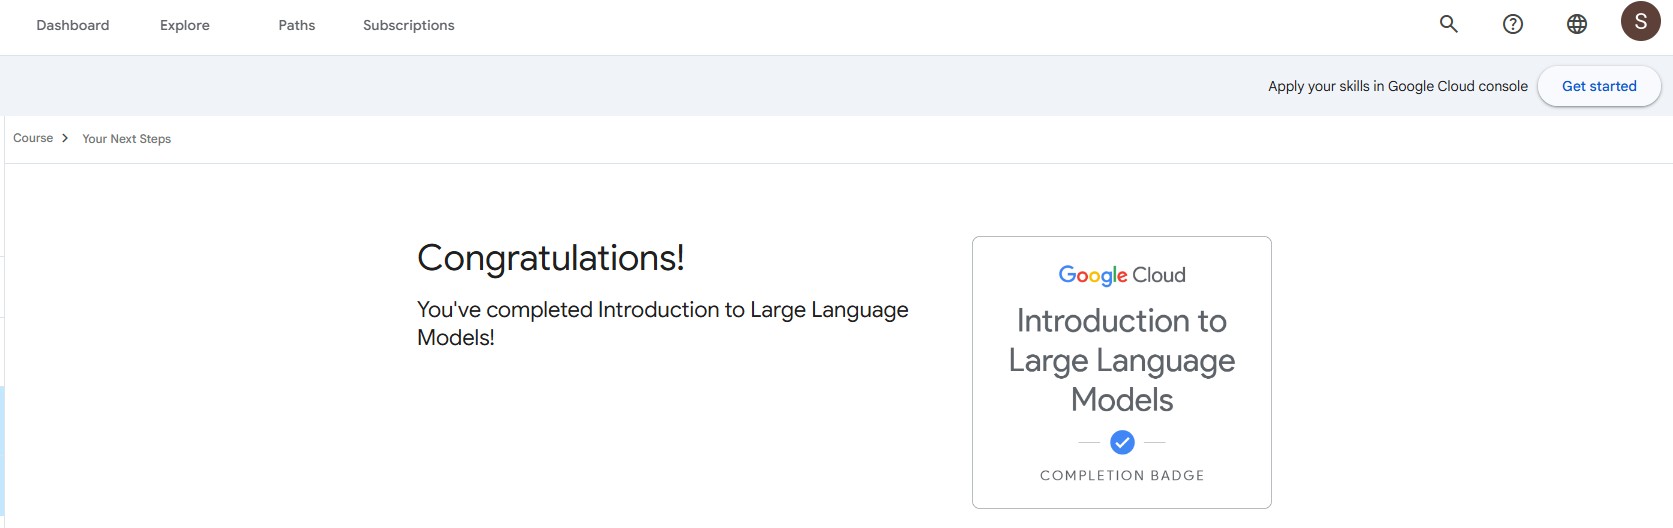 Dashboard Explore Paths Subscriptions S
Apply your skills in Google Cloud console Get started
Course Your Next Steps
Congratulations!
You've completed Introduction to Large Language
Models!
Google Cloud
Introduction to
Large Language
Models
COMPLETION BADGE